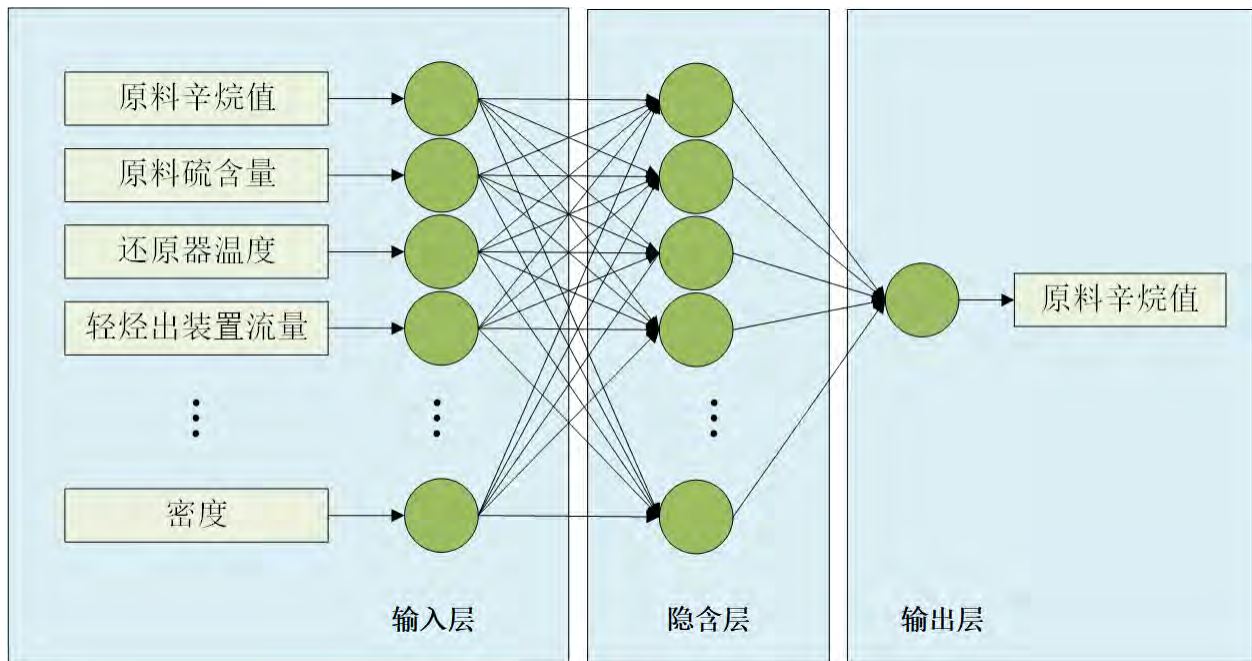 原料辛烷值
原料硫含量
还原器温度
轻烃出装置流量
密度
输入层
隐含层
原料辛烷值
输出层